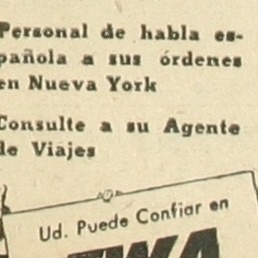 Personal de habla es-
pañola a sus órdenes
en Nueva York
Consulte a su Agente
de Viajes
Ud. Puede Confiar en
TWA